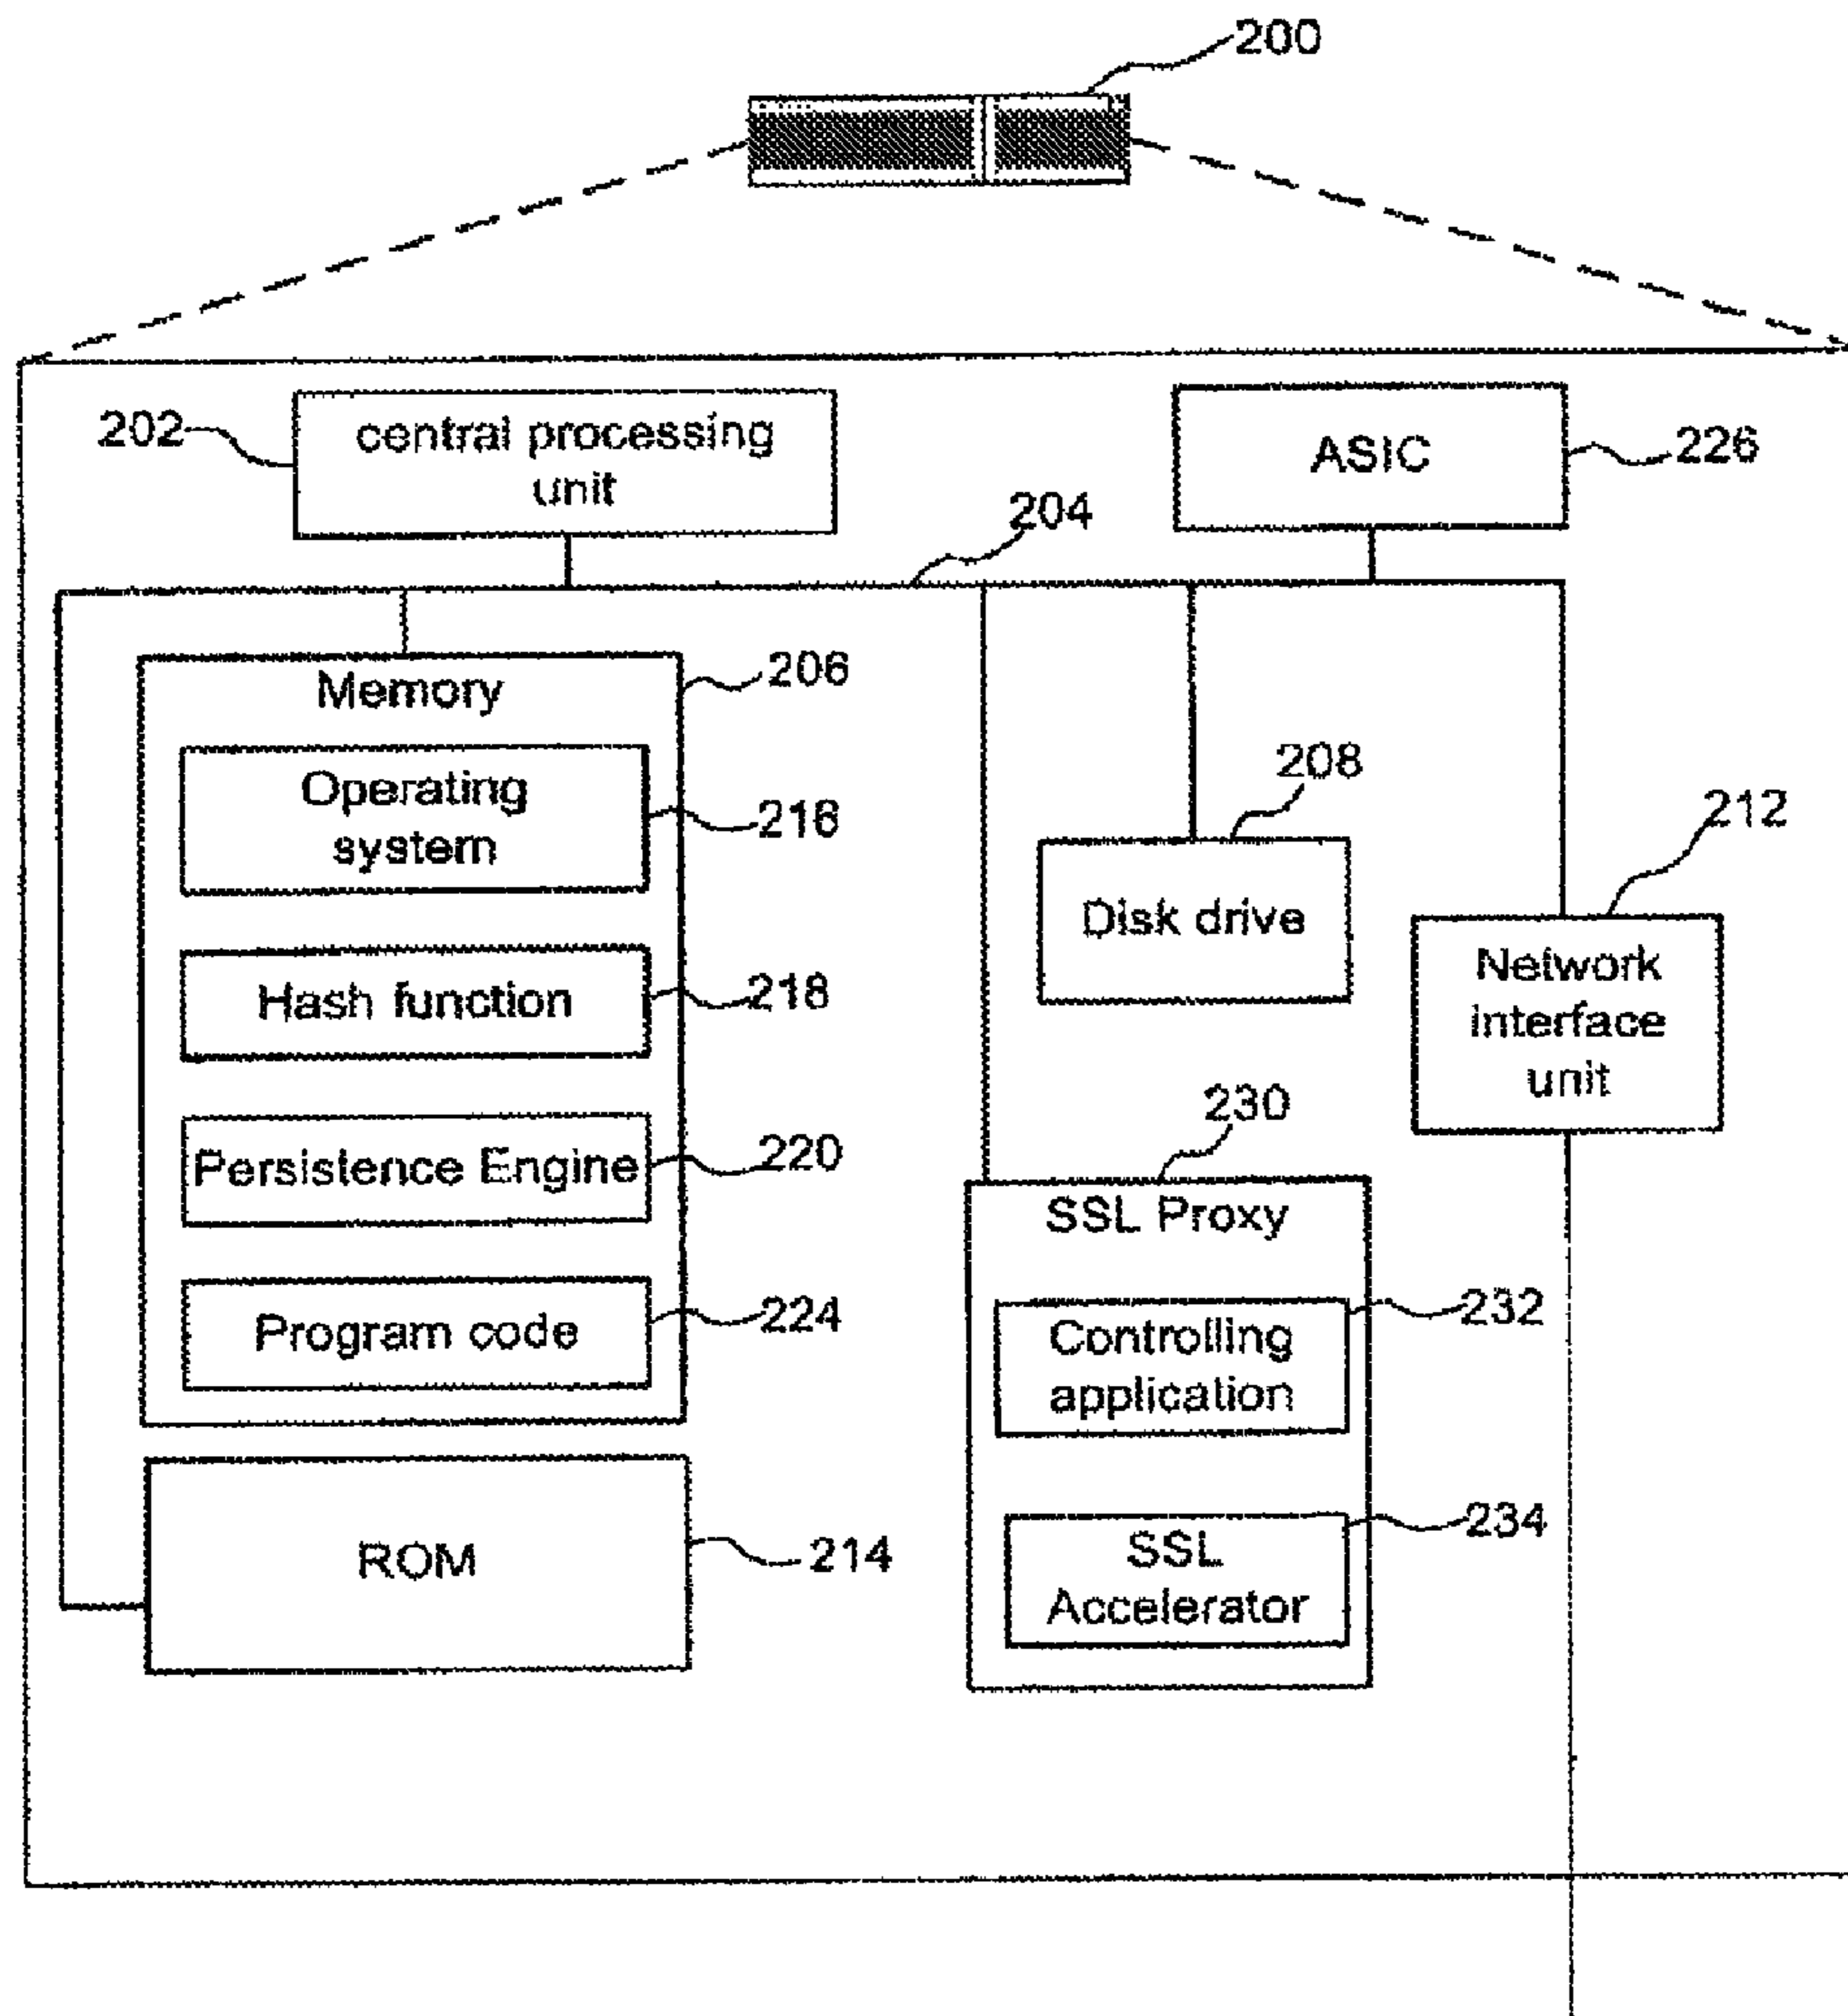 200
202
central processing
unit
ASIC
226
204
Memory
206
Operating
system
216
Hash function
218
Persistence Engine
220
Program code
224
ROM
214
208
Disk drive
212
Network
interface
unit
230
SSL Proxy
Controlling
application
232
SSL
Accelerator
234